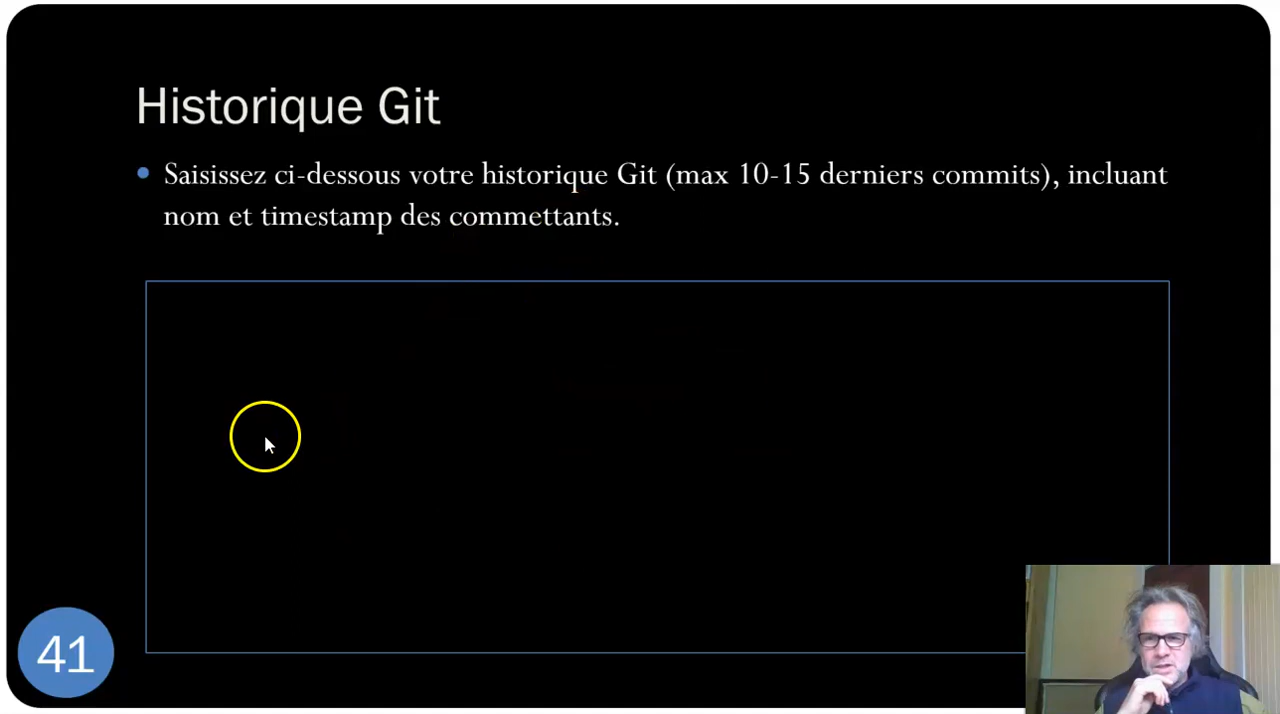 Historique Git
Saisissez ci-dessous votre historique Git (max 10-15 derniers commits), incluant
nom et timestamp des commettants.
41